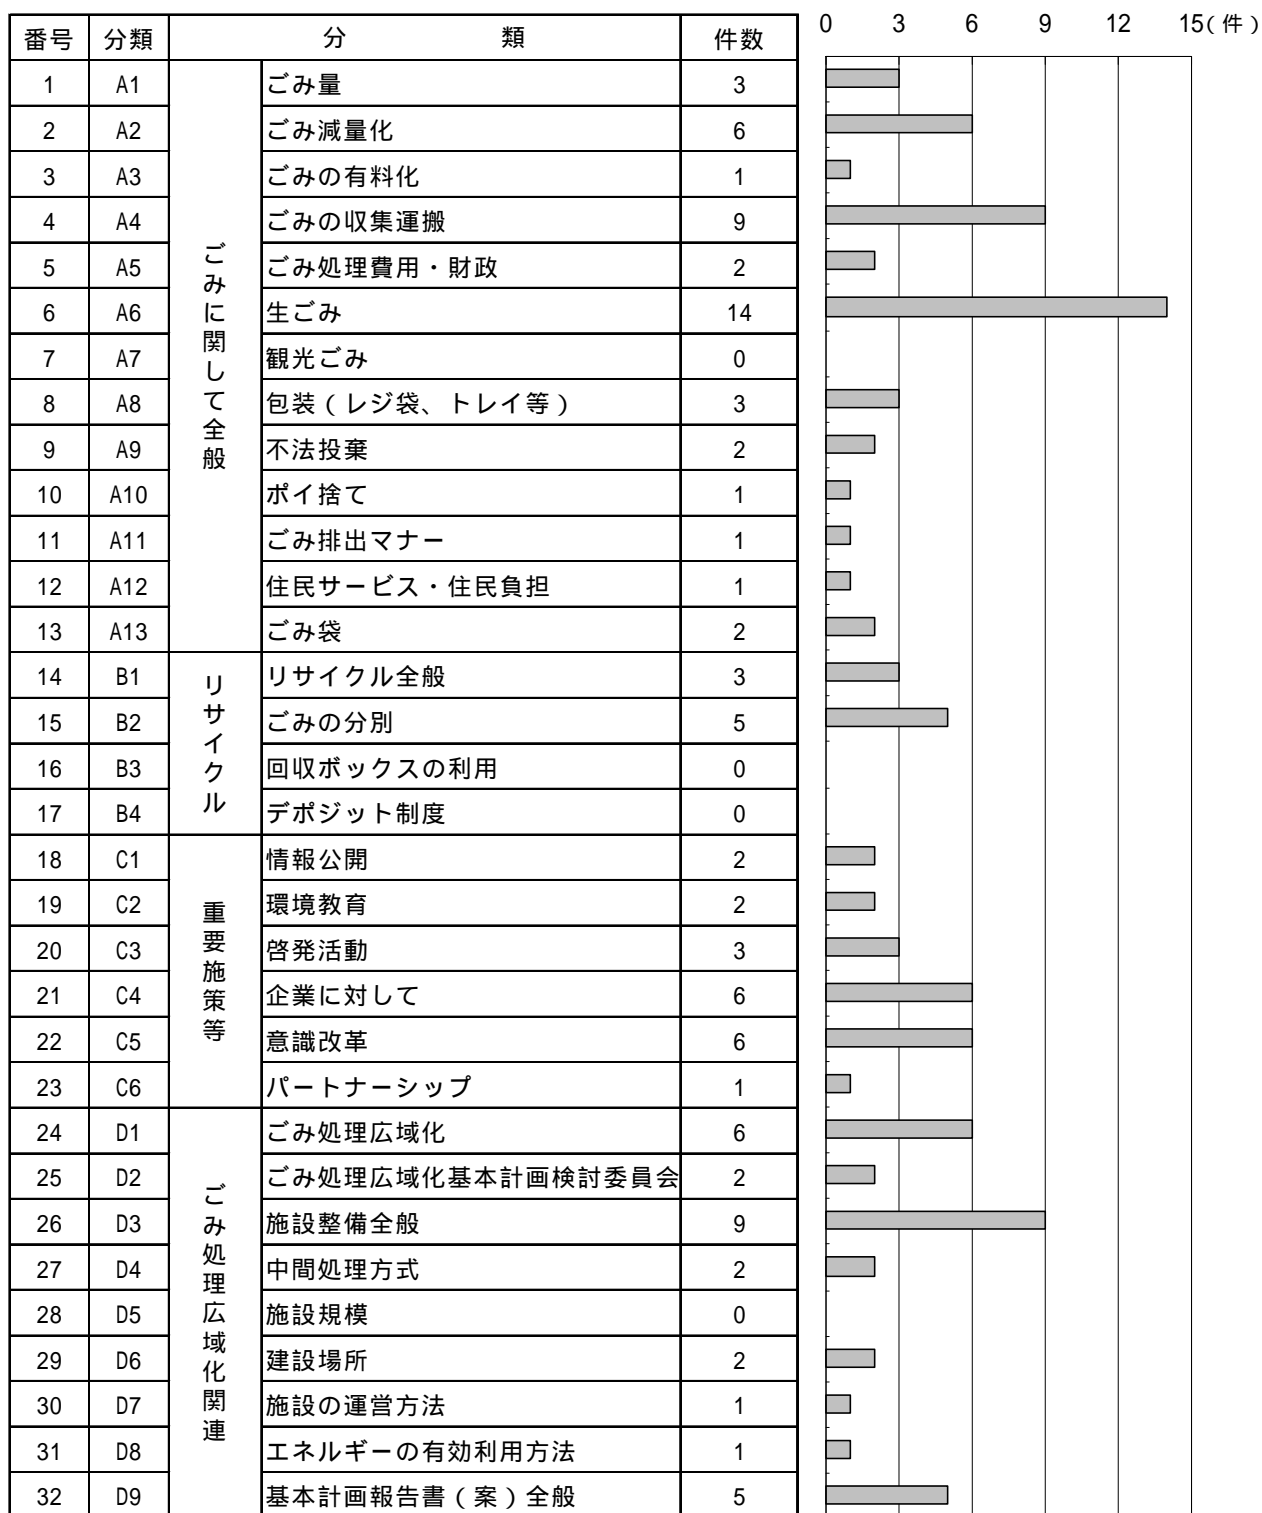 0 3 6 9 12 15(件)
番号 分類 分 類 件数
ごみに関して全般
1 A1 ごみ量 3
2 A2 ごみ減量化 6
3 A3 ごみの有料化 1
4 A4 ごみの収集運搬 9
5 A5 ごみ処理費用・財政 2
6 A6 生ごみ 14
7 A7 観光ごみ 0
8 A8 包装(レジ袋、トレイ等) 3
9 A9 不法投棄 2
10 A10 ポイ捨て 1
11 A11 ごみ排出マナー 1
12 A12 住民サービス・住民負担 1
13 A13 ごみ袋 2
リサイクル
14 B1 リサイクル全般 3
15 B2 ごみの分別 5
16 B3 回収ボックスの利用 0
17 B4 デポジット制度 0
重要施策等
18 C1 情報公開 2
19 C2 環境教育 2
20 C3 啓発活動 3
21 C4 企業に対して 6
22 C5 意識改革 6
23 C6 パートナーシップ 1
ごみ処理広域化関連
24 D1 ごみ処理広域化 6
25 D2 ごみ処理広域化基本計画検討委員会 2
26 D3 施設整備全般 9
27 D4 中間処理方式 2
28 D5 施設規模 0
29 D6 建設場所 2
30 D7 施設の運営方法 1
31 D8 エネルギーの有効利用方法 1
32 D9 基本計画報告書(案)全般 5